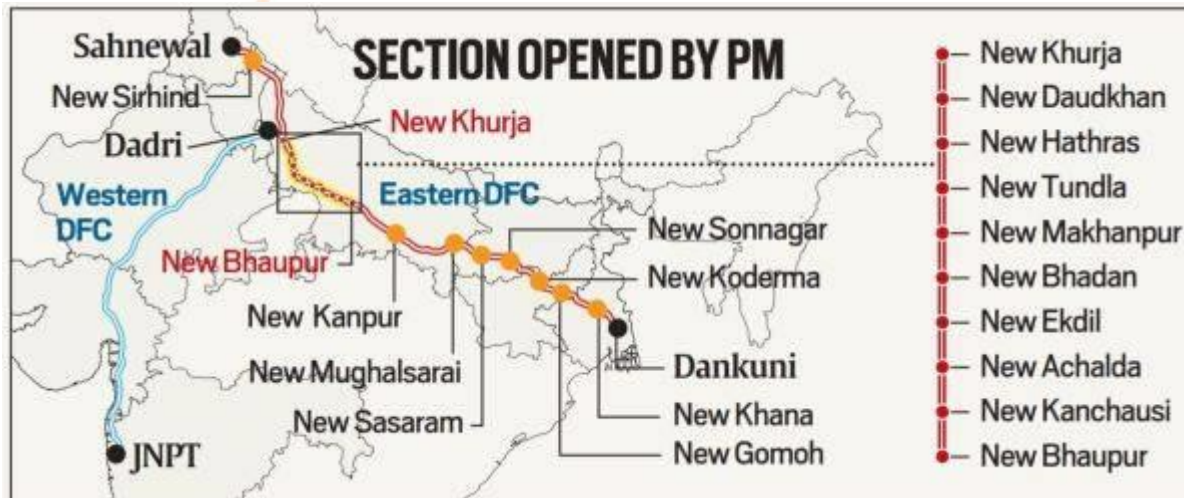 SECTION OPENED BY PM
Sahnewal
New Sirhind
Dadri
New Khurja
Western
DFC
Eastern DFC
New Bhaupur
New Sonnagar
New Koderma
New Kanpur
New Mughalsarai
Dankuni
New Sasaram
New Khana
New Gomoh
JNPT
New Khurja
New Daudkhan
New Hathras
New Tundla
New Makhanpur
New Bhadan
New Ekdil
New Achalda
New Kanchausi
New Bhaupur